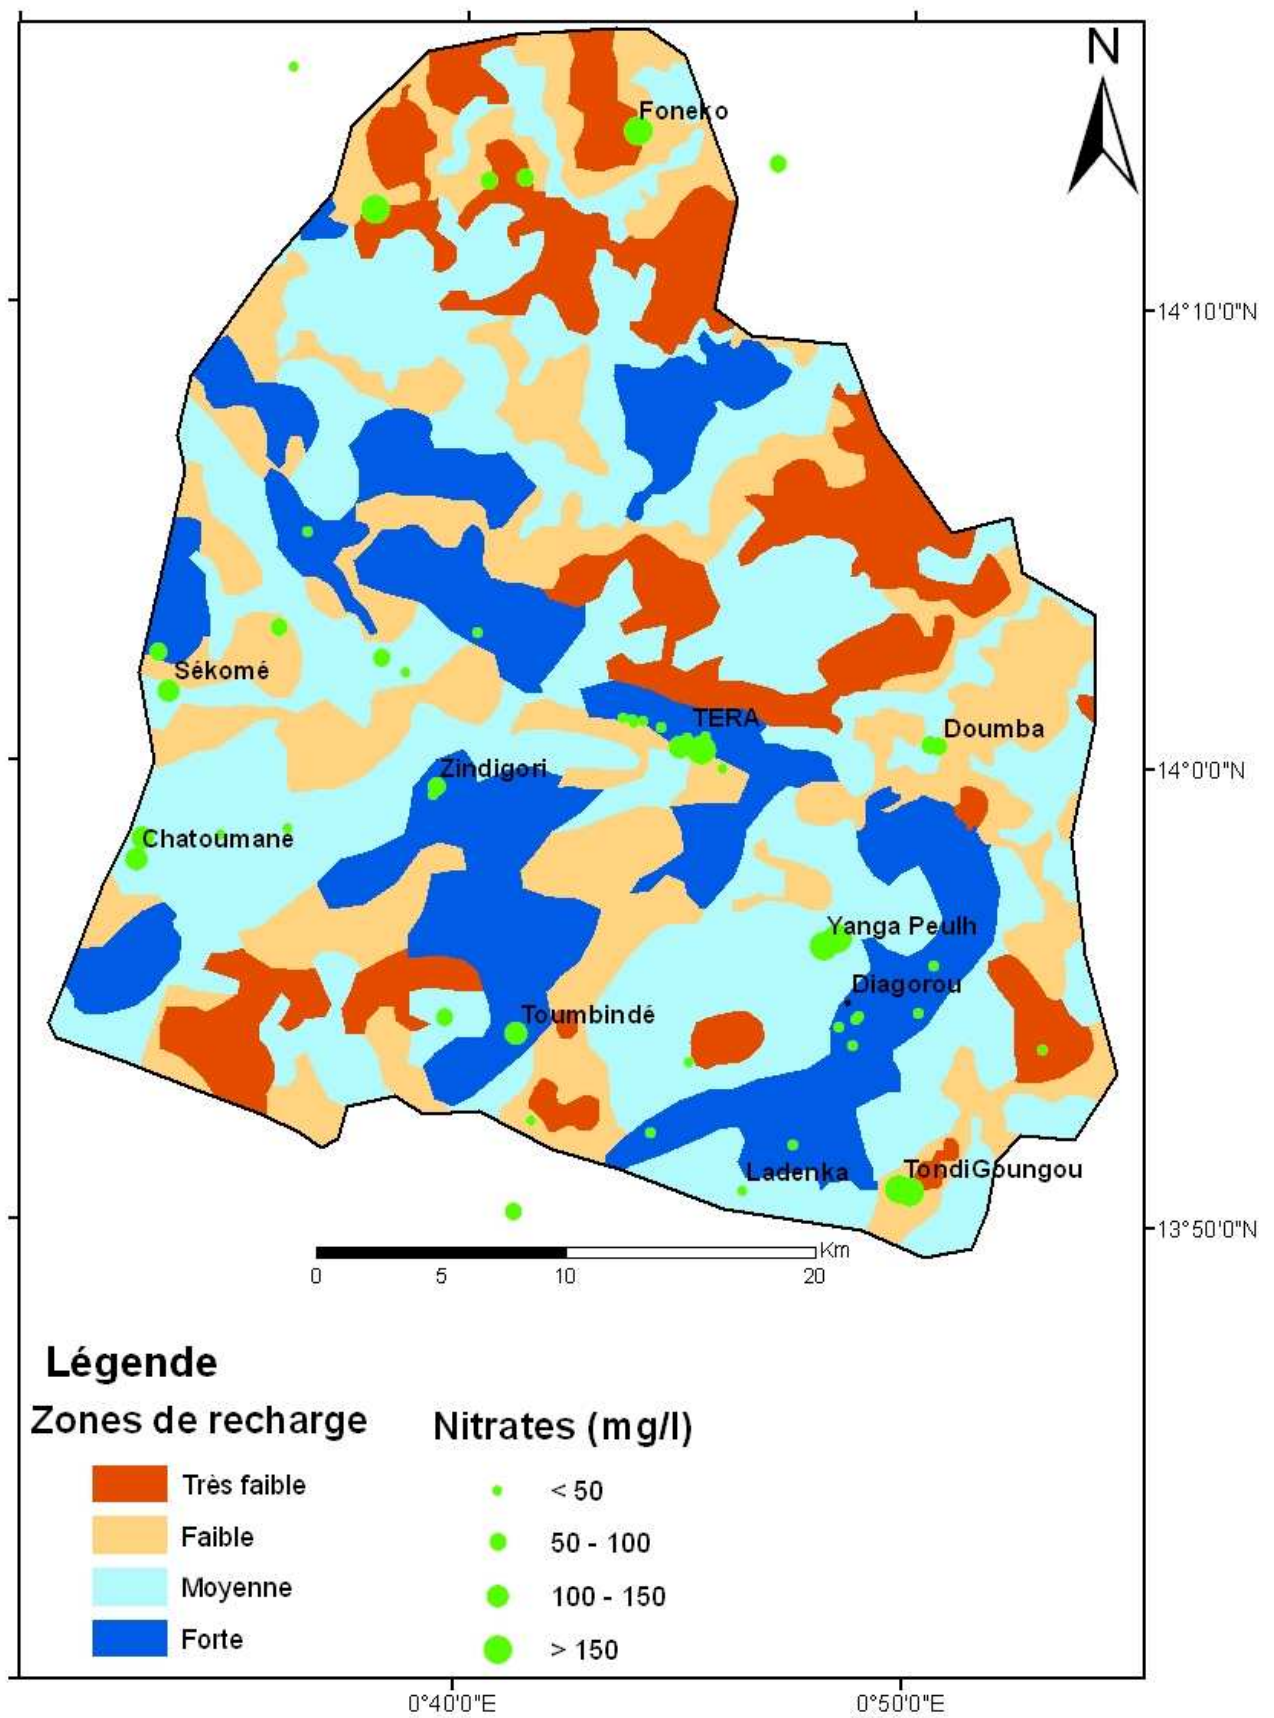 N
Foneko
14°10'0"N
Sékomé
TERA
Doumba
Zindigori
14°0'0"N
Chatoumane
Yanga Peulh
Diagorou
Toumbindé
Ladenka
TondiGoungou
13°50'0"N
Km
0 5 10 20
Légende
Zones de recharge
Nitrates (mg/l)
Très faible
< 50
Faible
50 - 100
Moyenne
100 - 150
Forte
> 150
0°40'0"E
0°50'0"E